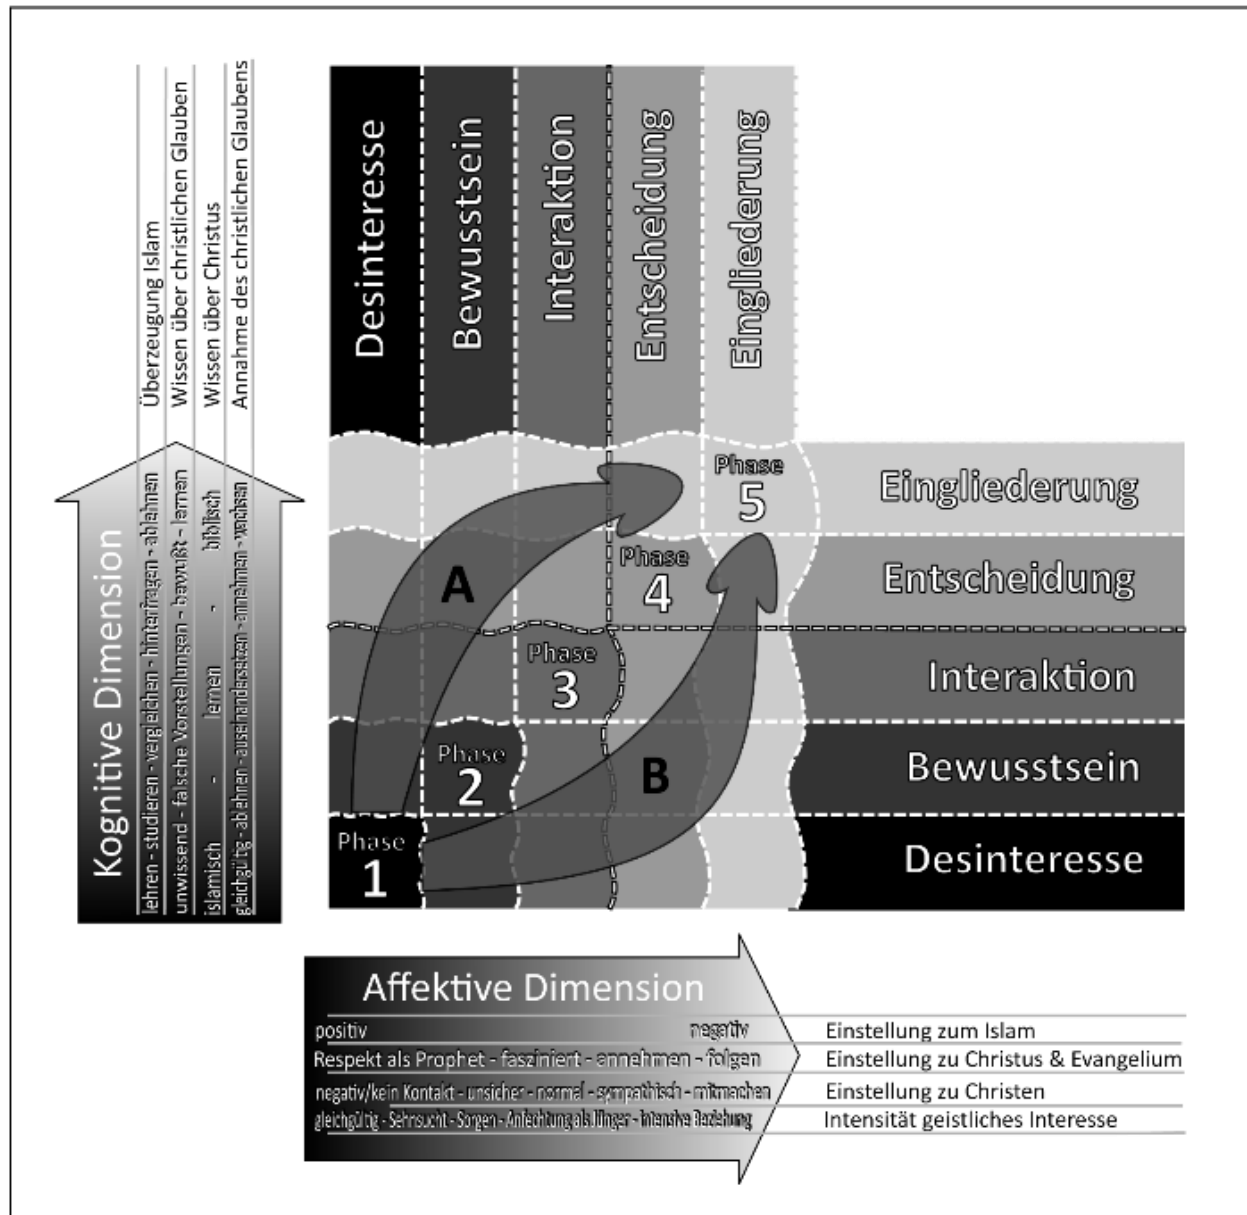 Desinteresse
Bewusstsein
Interaktion
Entscheidung
Eingliederung
Überzeugung Islam
Wissen über christlichen Glauben
Wissen über Christus
Annahme des christlichen Glaubens
Kognitive Dimension
lehren - studieren - vergleichen - hinterfragen - ablehnen
unwissend - falsche Vorstellungen - bewußt - lernen
islamisch - lernen - biblisch
gleichgültig - ablehnen - auseinandersetzen - annehmen - wachsen
Phase
5
Eingliederung
A
Phase
4
Entscheidung
Phase
3
Interaktion
Phase
2
B
Bewusstsein
Phase
1
Desinteresse
Affektive Dimension
positiv negativ Einstellung zum Islam
Respekt als Prophet - fasziniert - annehmen - folgen Einstellung zu Christus & Evangelium
negativ/kein Kontakt - unsicher - normal - sympathisch - mitmachen Einstellung zu Christen
gleichgültig - Sehnsucht - Sorgen - Anfechtung als Jünger - intensive Beziehung Intensität geistliches Interesse